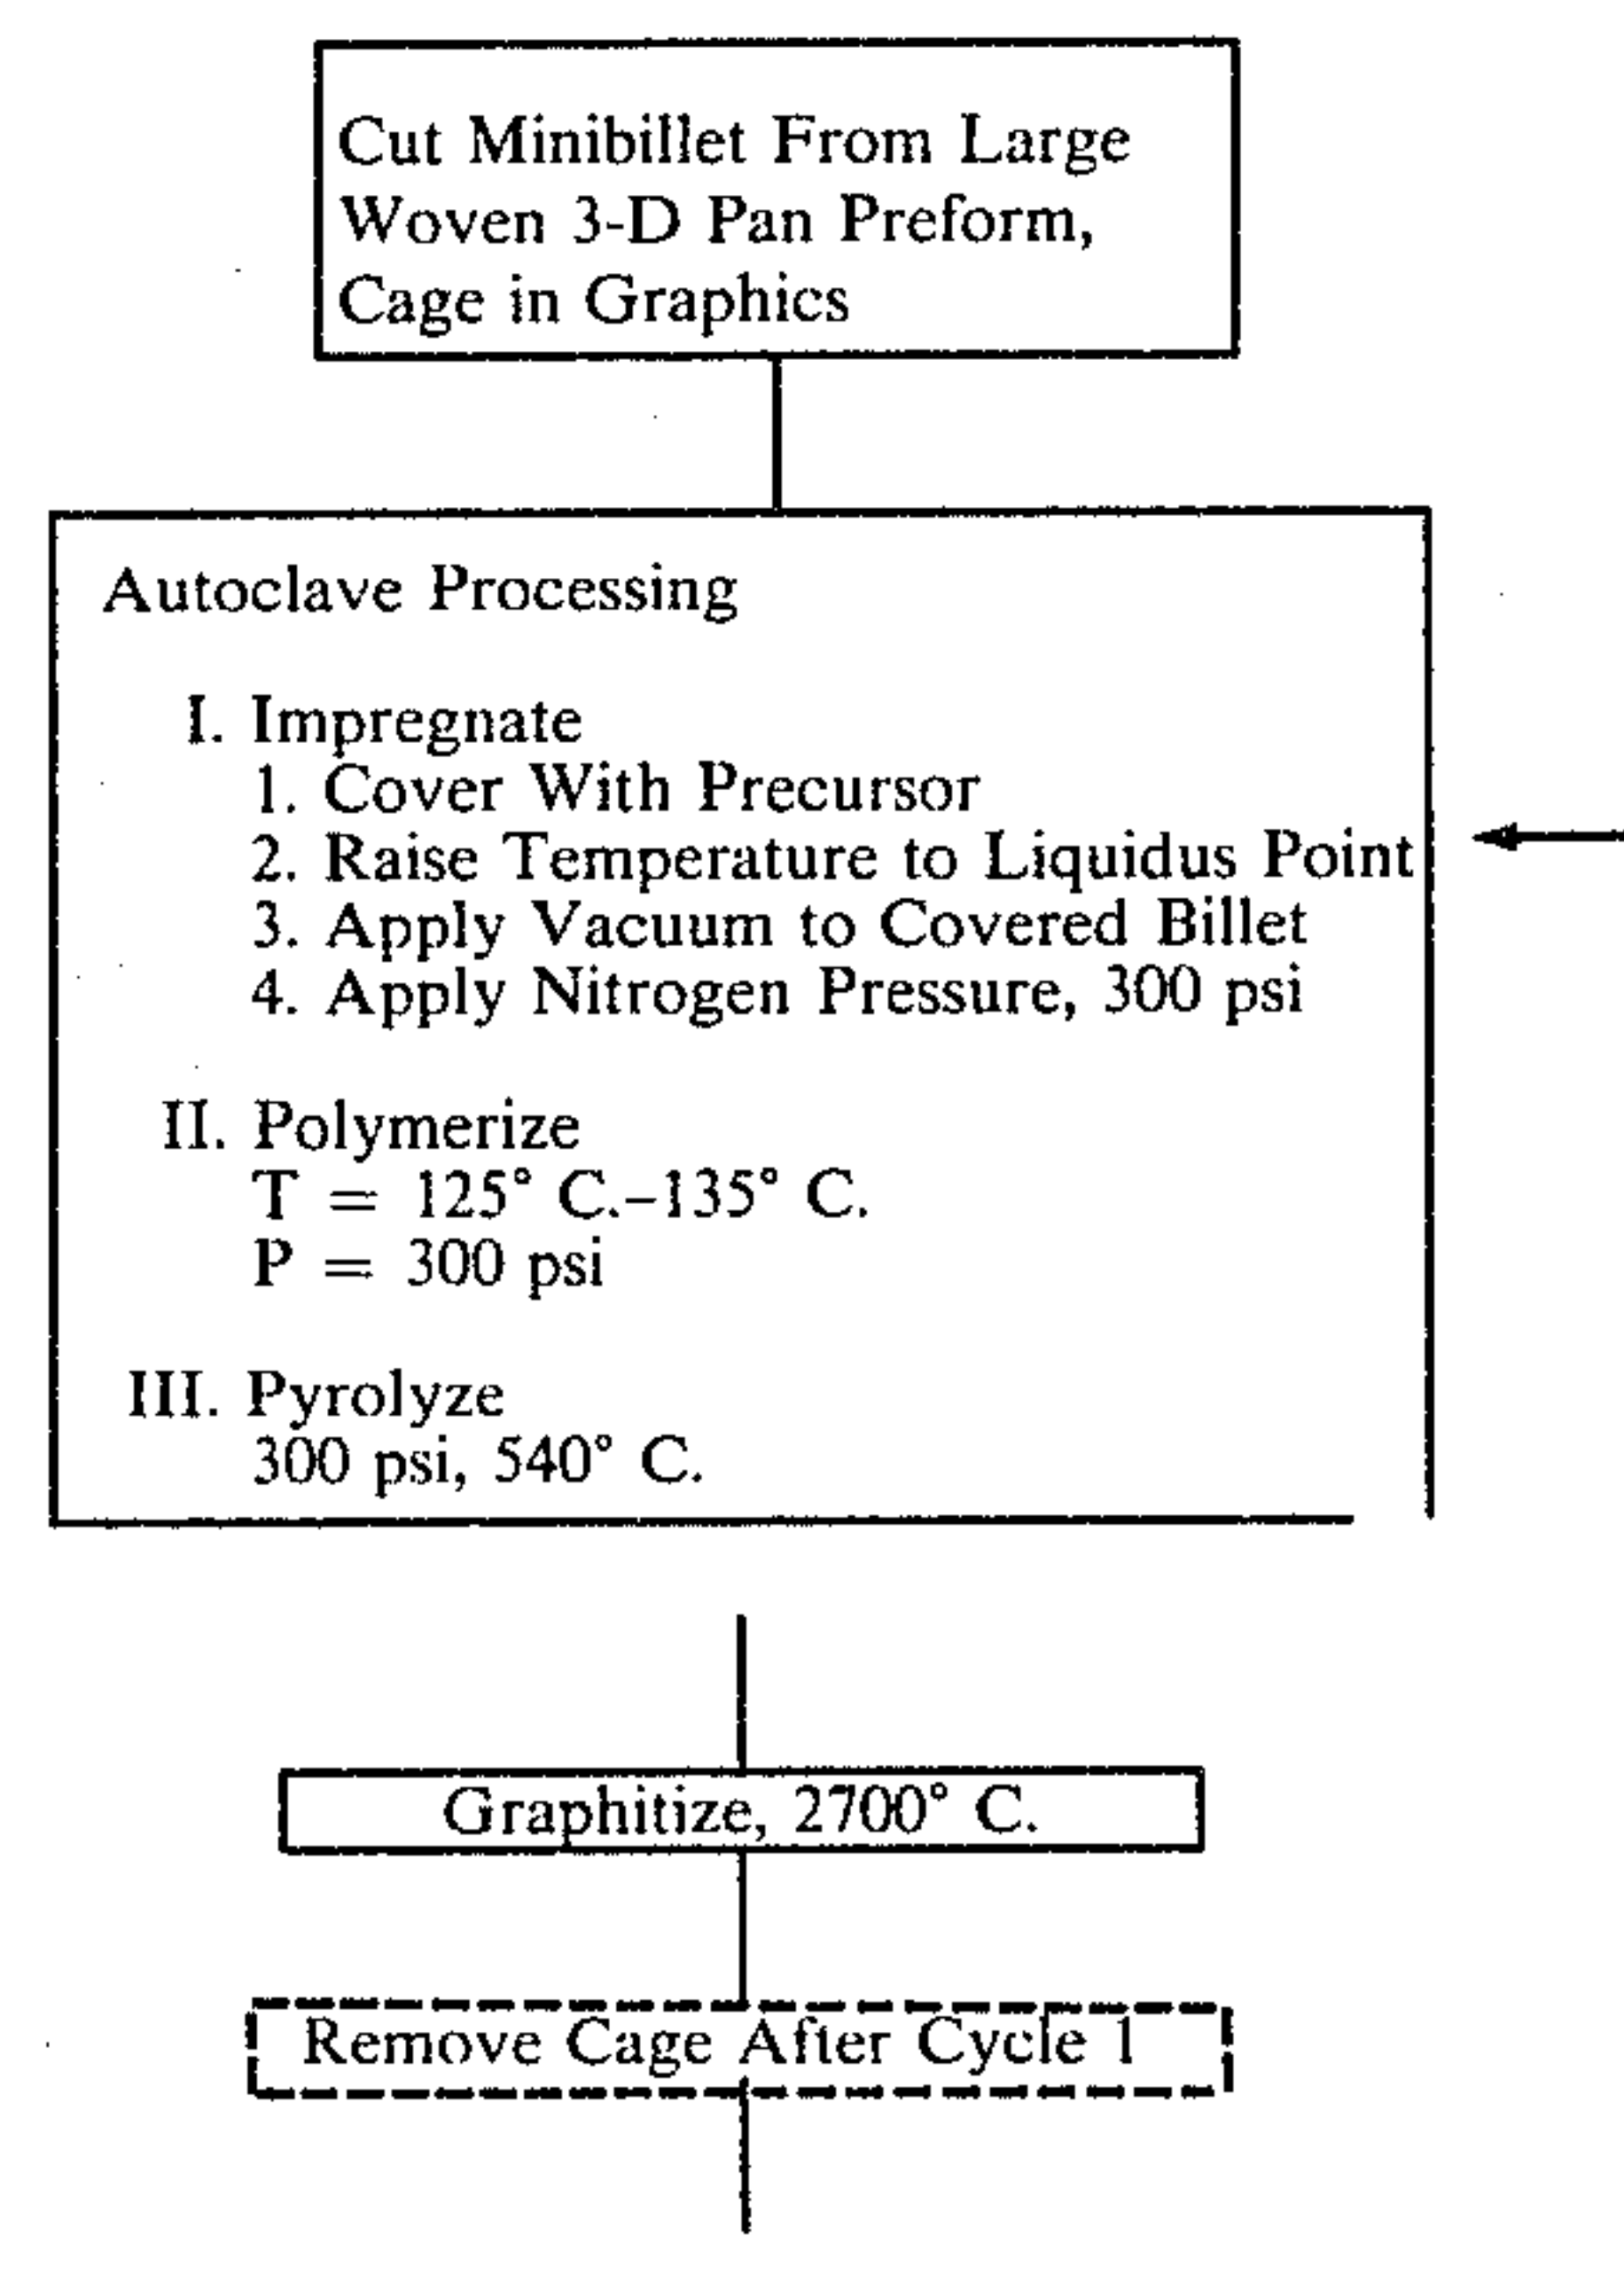 Cut Minibillet From Large
Woven 3-D Pan Preform,
Cage in Graphics
Autoclave Processing
I. Impregnate
1. Cover With Precursor
2. Raise Temperature to Liquidus Point
3. Apply Vacuum to Covered Billet
4. Apply Nitrogen Pressure, 300 psi
II. Polymerize
T = 125° C.–135° C.
P = 300 psi
III. Pyrolyze
300 psi, 540° C.
Graphitize, 2700° C.
Remove Cage After Cycle 1